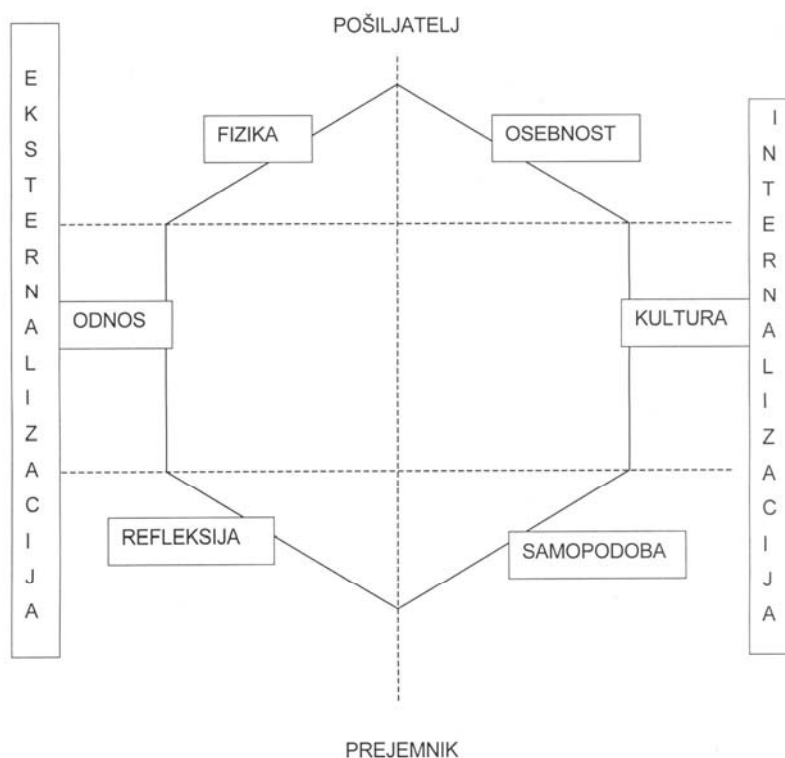 POŠILJATELJ
EKSTERNALIZACIJA
INTERNALIZACIJA
FIZIKA
OSEBNOST
ODNOS
KULTURA
REFLEKSIJA
SAMOPODOBA
PREJEMNIK